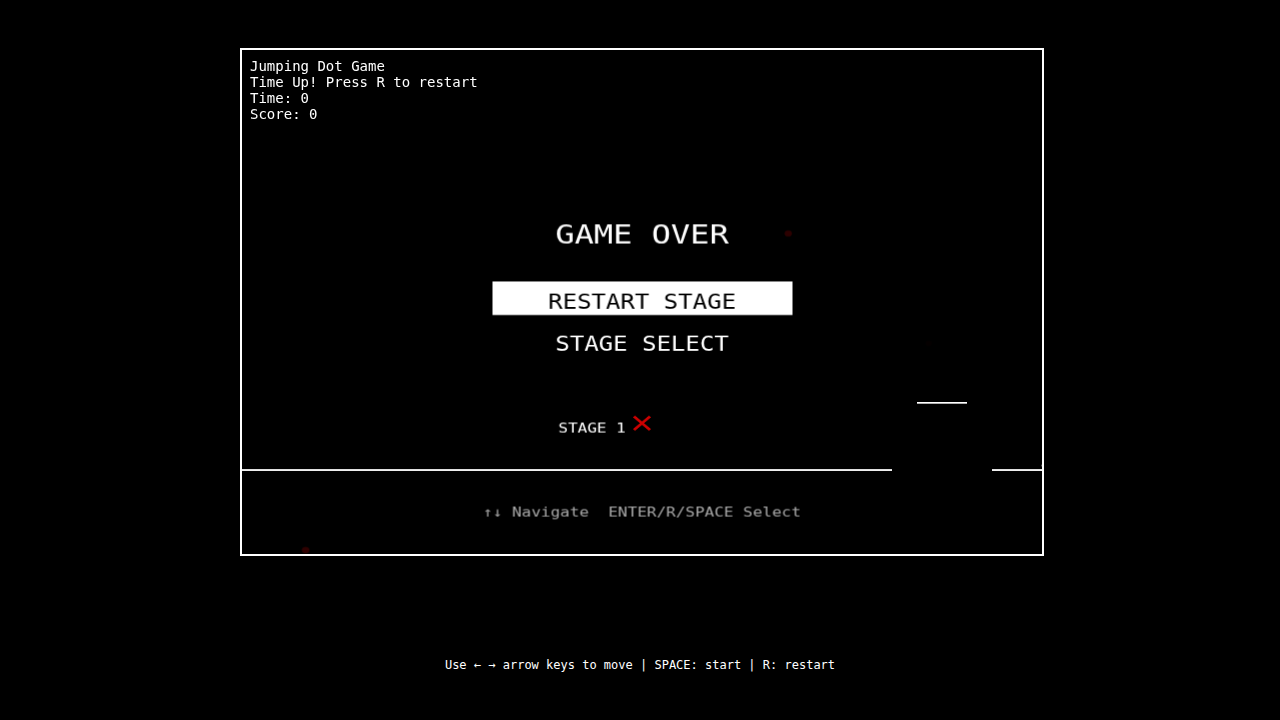 Jumping Dot Game
Time Up! Press R to restart
Time: 0
Score: 0
GAME OVER
RESTART STAGE
STAGE SELECT
STAGE 1
↑↓ Navigate  ENTER/R/SPACE Select
Use ← → arrow keys to move | SPACE: start | R: restart